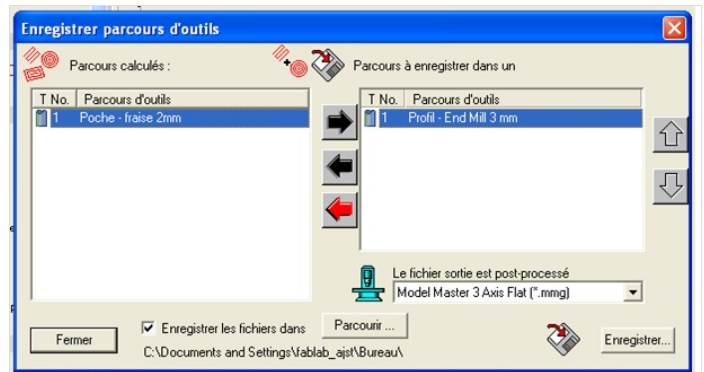 Enregistrer parcours d'outils
Parcours calculés :
Parcours à enregistrer dans un
T No. Parcours d'outils
1 Poche - fraise 2mm
T No. Parcours d'outils
1 Profil - End Mill 3 mm
Le fichier sortie est post-processé
Model Master 3 Axis Flat (*.mmg)
Fermer
Enregistrer les fichiers dans
Parcourir ...
Enregistrer...
C:\Documents and Settings\fablab_ajst\Bureau\